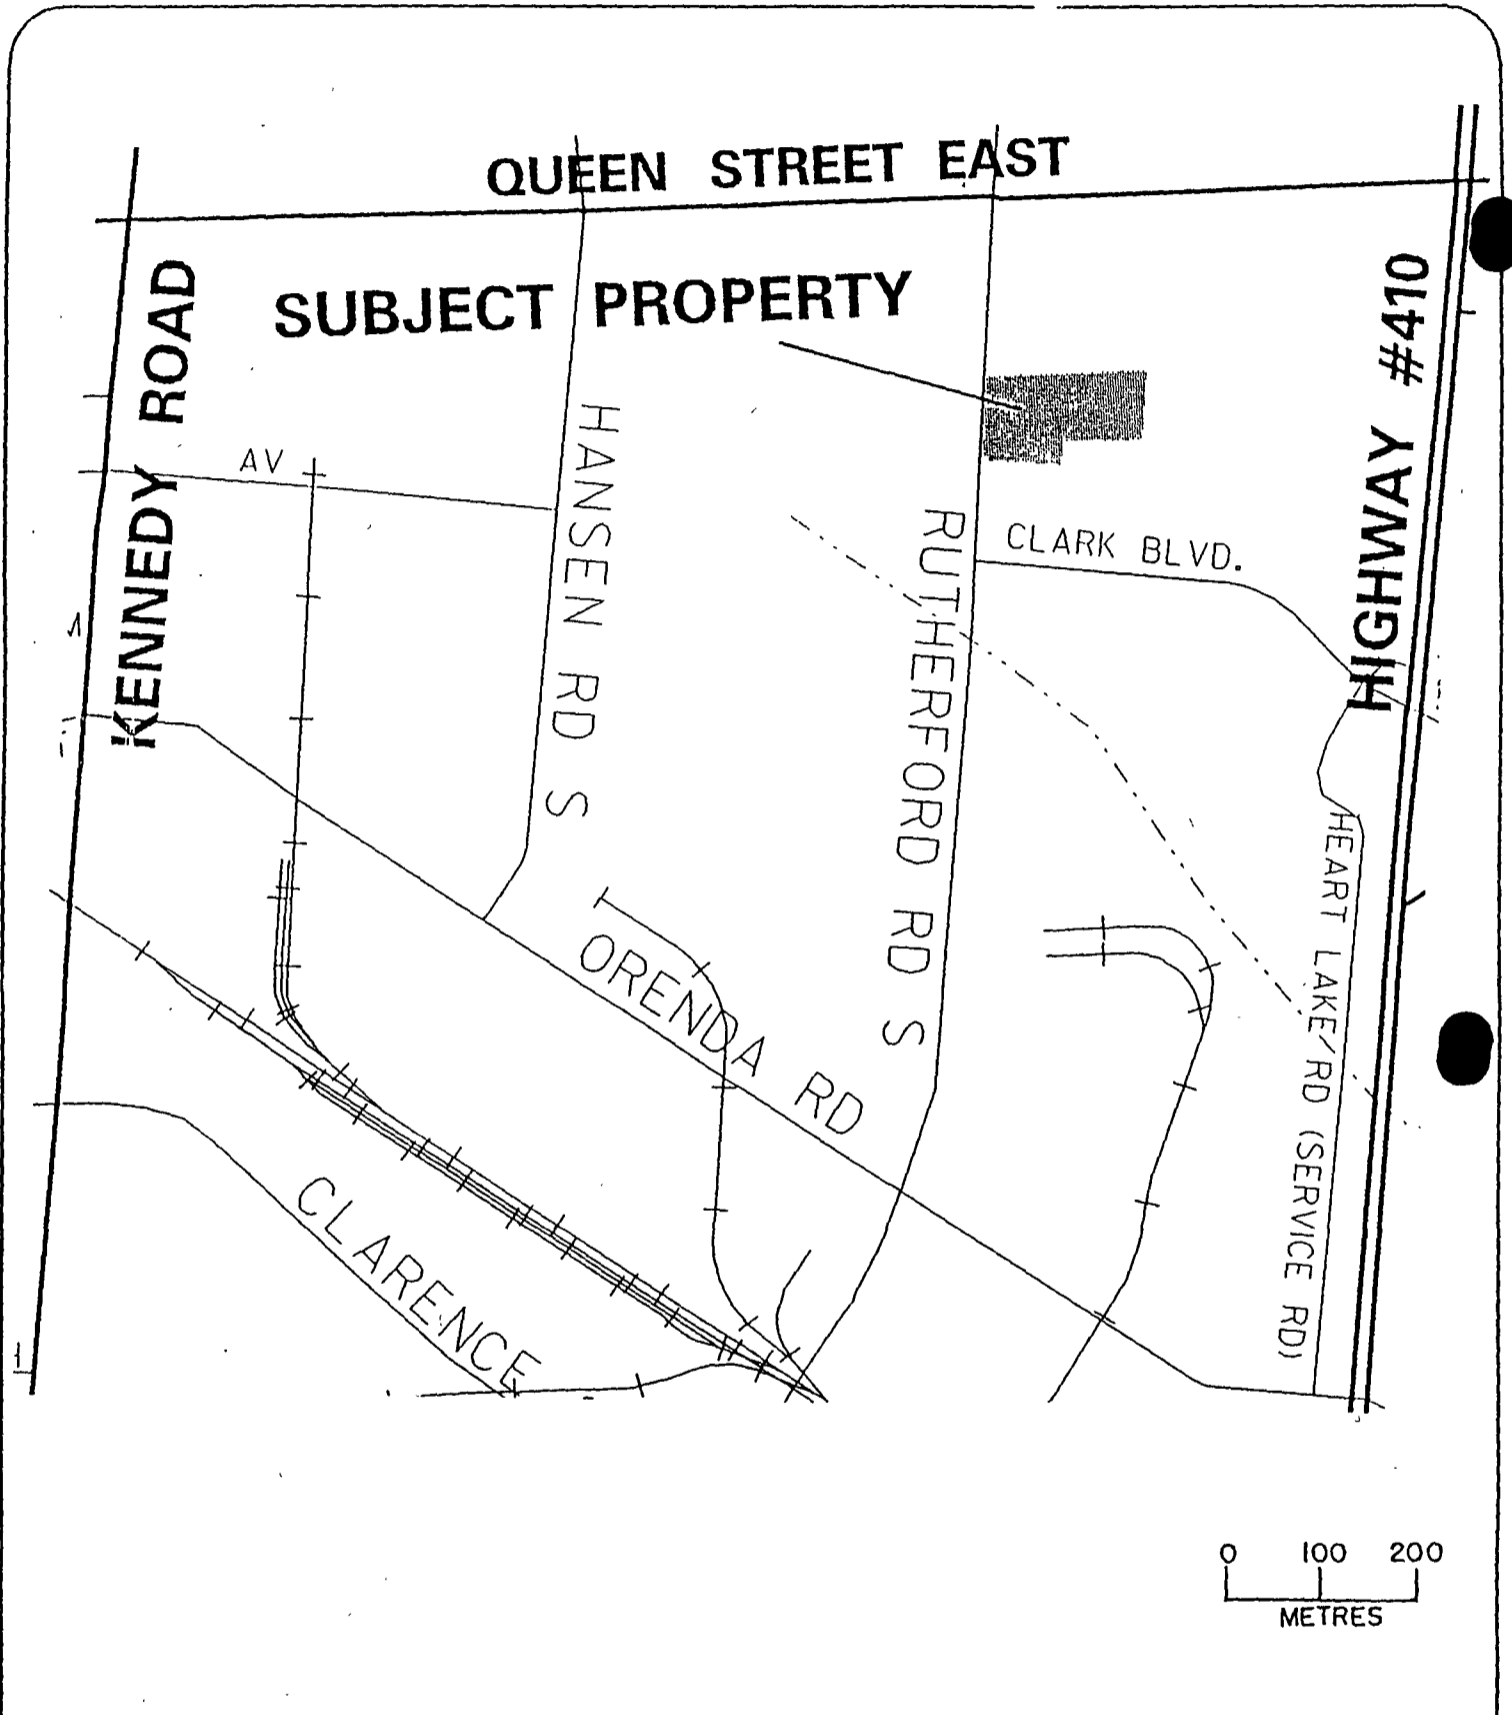 QUEEN STREET EAST
SUBJECT PROPERTY
KENNEDY ROAD
HIGHWAY #410
AV
HANSEN RD S
RUTHERFORD RD S
CLARK BLVD.
ORENDA RD
HEART LAKE RD (SERVICE RD)
CLARENCE
0 100 200
METRES